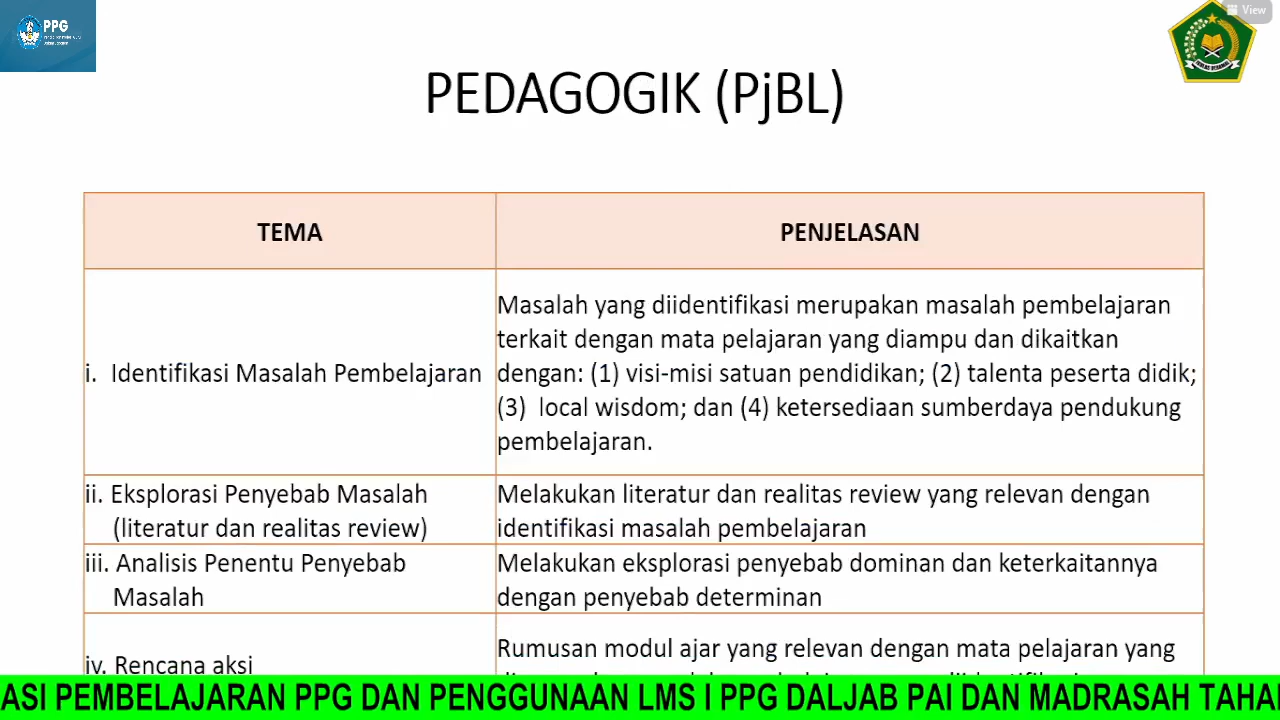 PPG
View
PEDAGOGIK (PjBL)
TEMA
PENJELASAN
i. Identifikasi Masalah Pembelajaran
Masalah yang diidentifikasi merupakan masalah pembelajaran
terkait dengan mata pelajaran yang diampu dan dikaitkan
dengan: (1) visi-misi satuan pendidikan; (2) talenta peserta didik;
(3) local wisdom; dan (4) ketersediaan sumberdaya pendukung
pembelajaran.
ii. Eksplorasi Penyebab Masalah
(literatur dan realitas review)
Melakukan literatur dan realitas review yang relevan dengan
identifikasi masalah pembelajaran
iii. Analisis Penentu Penyebab
Masalah
Melakukan eksplorasi penyebab dominan dan keterkaitannya
dengan penyebab determinan
iv. Rencana aksi
Rumusan modul ajar yang relevan dengan mata pelajaran yang
ASI PEMBELAJARAN PPG DAN PENGGUNAAN LMS I PPG DALJAB PAI DAN MADRASAH TAHA